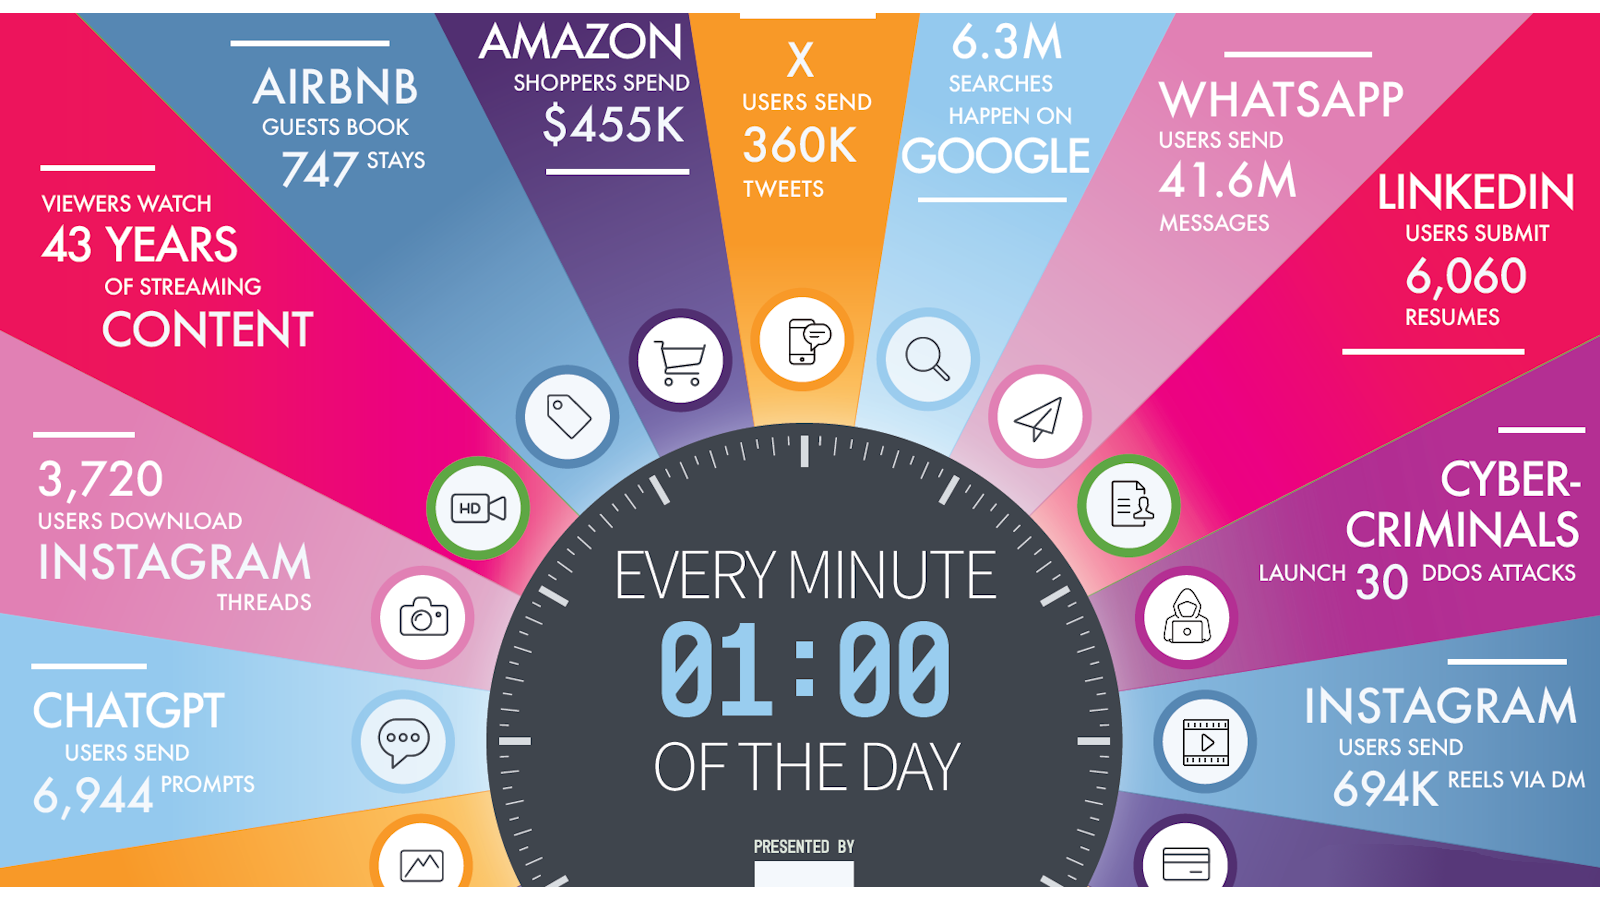 AIRBNB
GUESTS BOOK
747 STAYS
AMAZON
SHOPPERS SPEND
$455K
X
USERS SEND
360K
TWEETS
6.3M
SEARCHES
HAPPEN ON
GOOGLE
WHATSAPP
USERS SEND
41.6M
MESSAGES
LINKEDIN
USERS SUBMIT
6,060
RESUMES
VIEWERS WATCH
43 YEARS
OF STREAMING
CONTENT
3,720
USERS DOWNLOAD
INSTAGRAM
THREADS
CHATGPT
USERS SEND
6,944 PROMPTS
HD
CYBER-
CRIMINALS
LAUNCH 30 DDOS ATTACKS
INSTAGRAM
USERS SEND
694K REELS VIA DM
EVERY MINUTE
01:00
OF THE DAY
PRESENTED BY